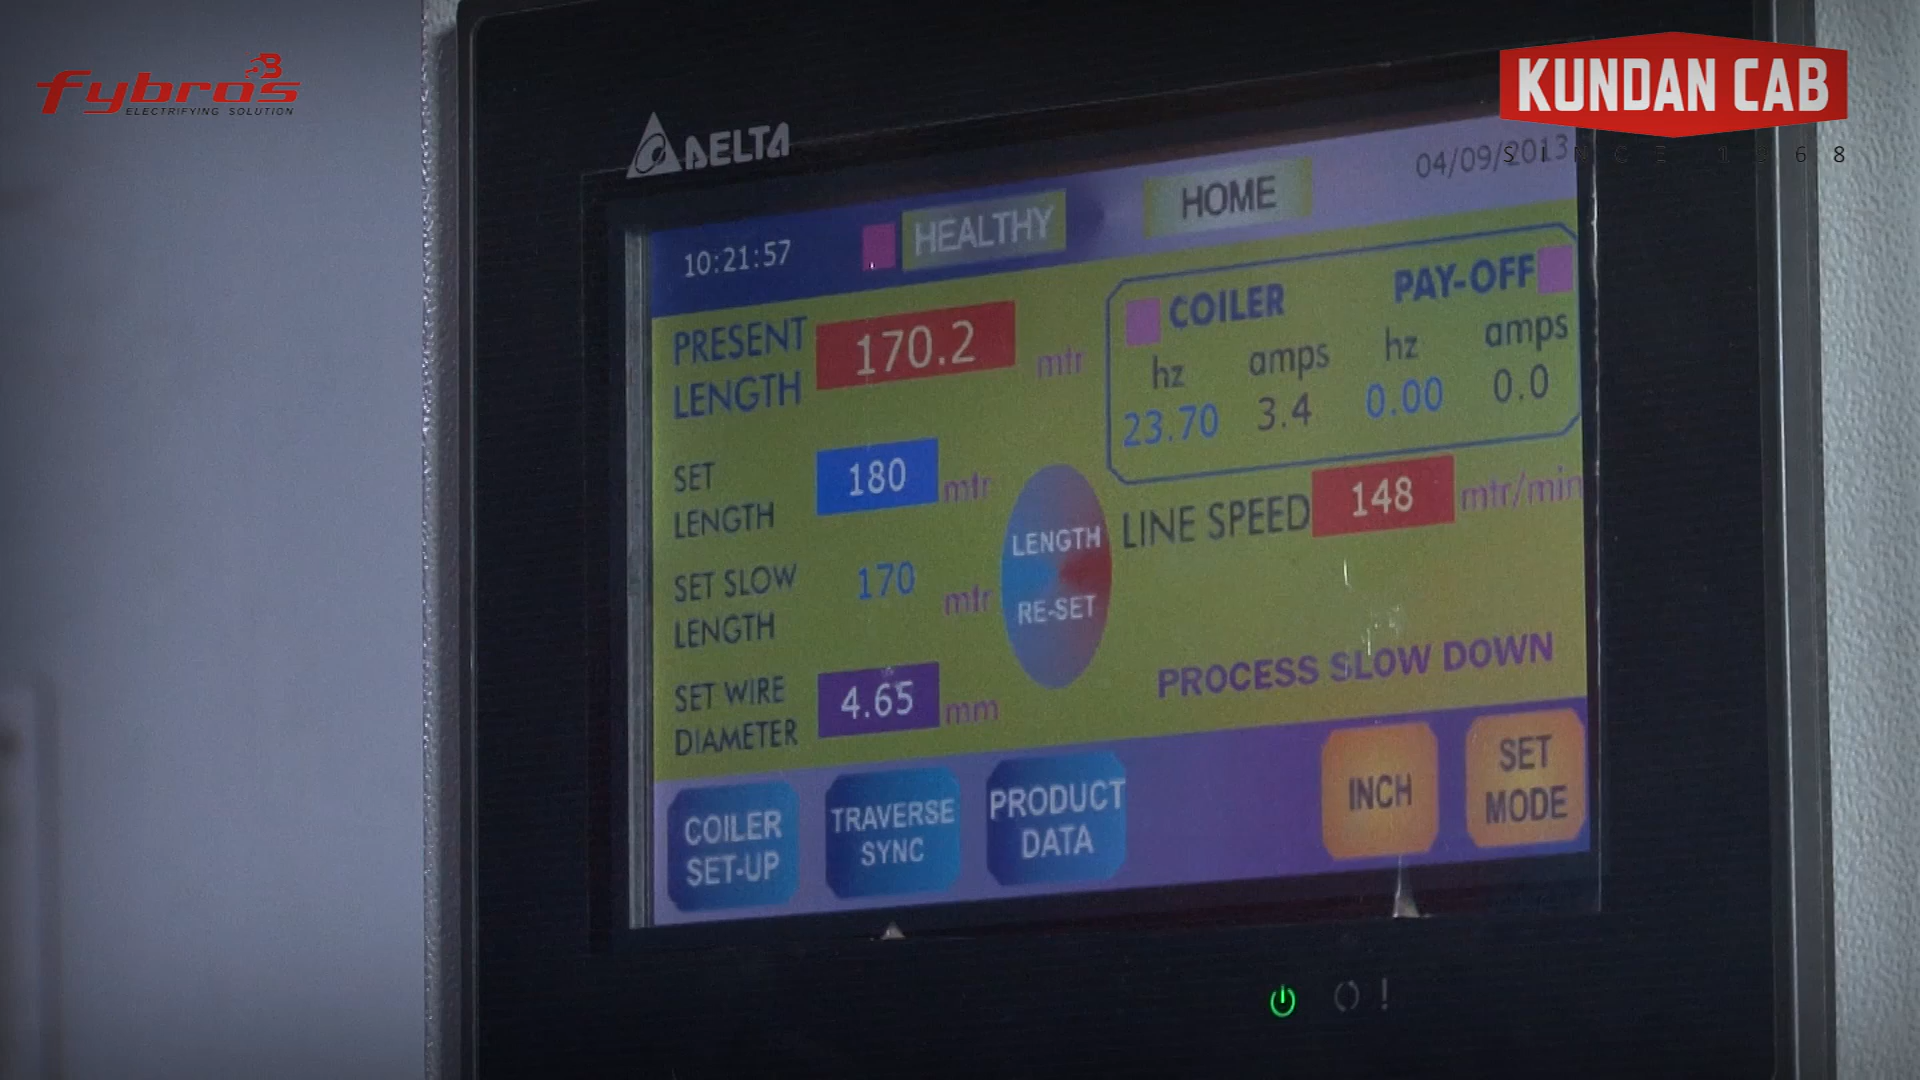 fybros
ELECTRIFYING SOLUTION
KUNDAN CAB
SINCE 1968
DELTA
04/09/2013
10:21:57
HEALTHY
HOME
PRESENT LENGTH
170.2 mtr
COILER
PAY-OFF
hz amps hz amps
23.70 3.4 0.00 0.0
SET LENGTH
180 mtr
LENGTH RE-SET
LINE SPEED 148 mtr/min
SET SLOW LENGTH
170 mtr
PROCESS SLOW DOWN
SET WIRE DIAMETER
4.65 mm
COILER SET-UP
TRAVERSE SYNC
PRODUCT DATA
INCH
SET MODE